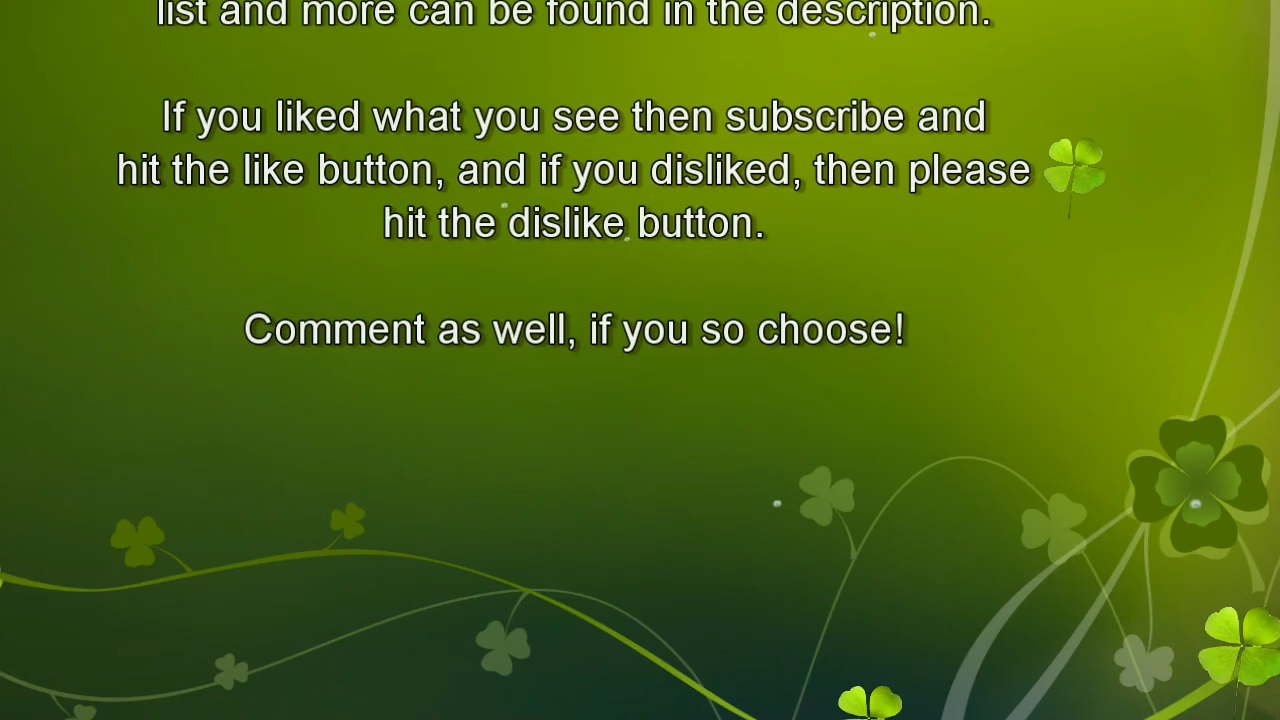 list and more can be found in the description.
If you liked what you see then subscribe and
hit the like button, and if you disliked, then please
hit the dislike button.
Comment as well, if you so choose!